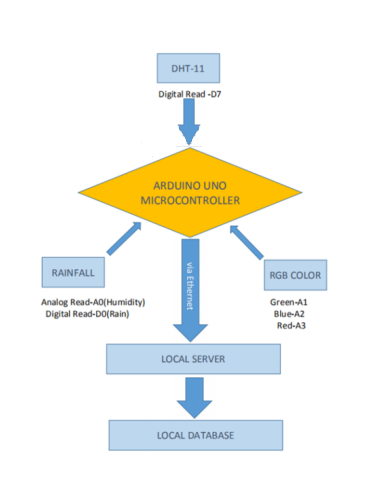 DHT-11
Digital Read -D7
ARDUINO UNO
MICROCONTROLLER
RAINFALL
Analog Read-A0(Humidity)
Digital Read-D0(Rain)
via Ethernet
RGB COLOR
Green-A1
Blue-A2
Red-A3
LOCAL SERVER
LOCAL DATABASE